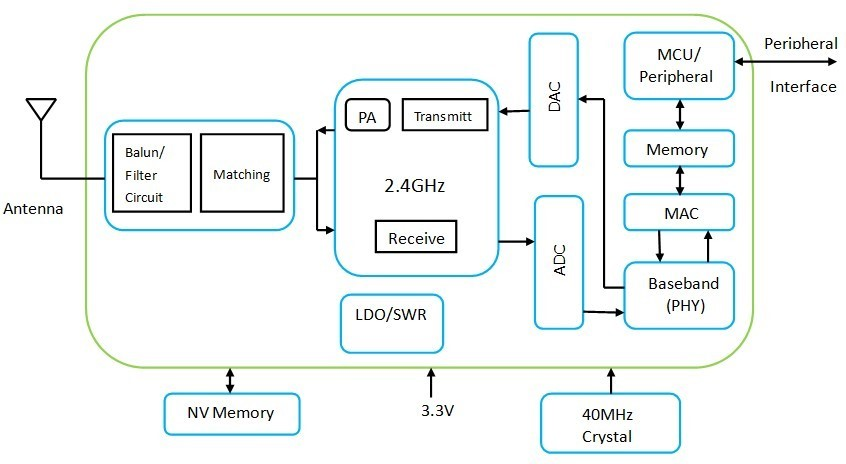 Antenna
Balun/
Filter
Circuit
Matching
PA
Transmitt
2.4GHz
Receive
LDO/SWR
DAC
ADC
MCU/
Peripheral
Memory
MAC
Baseband
(PHY)
Peripheral
Interface
NV Memory
3.3V
40MHz
Crystal